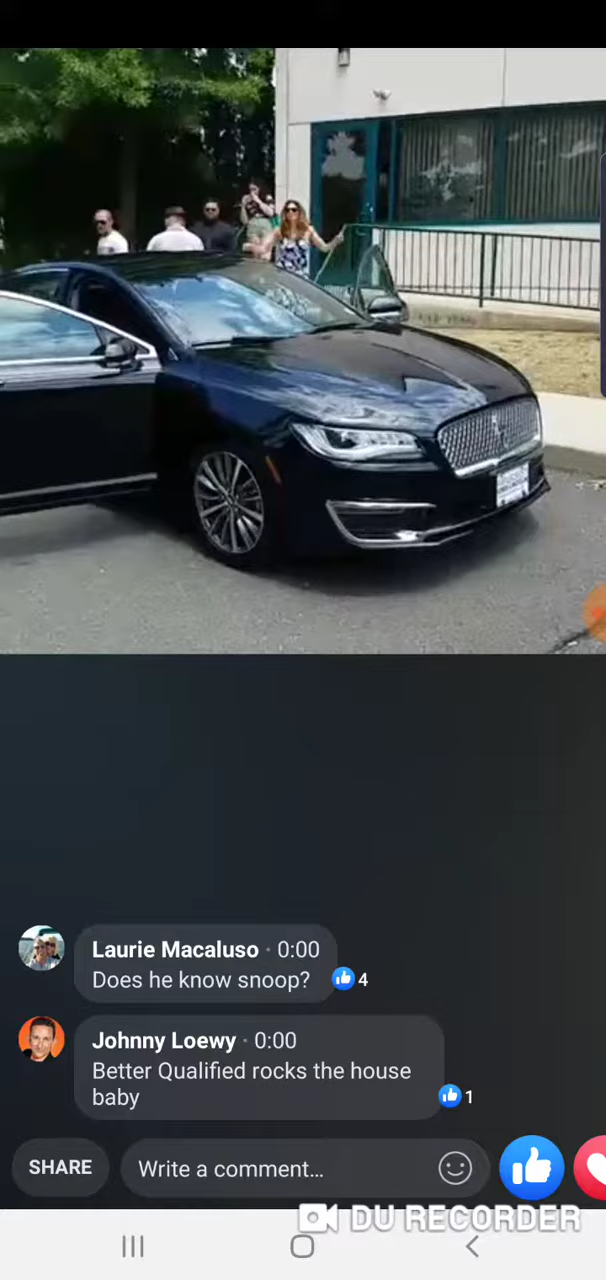 Laurie Macaluso · 0:00
Does he know snoop?
4
Johnny Loewy · 0:00
Better Qualified rocks the house
baby
1
SHARE
Write a comment...
DU RECORDER